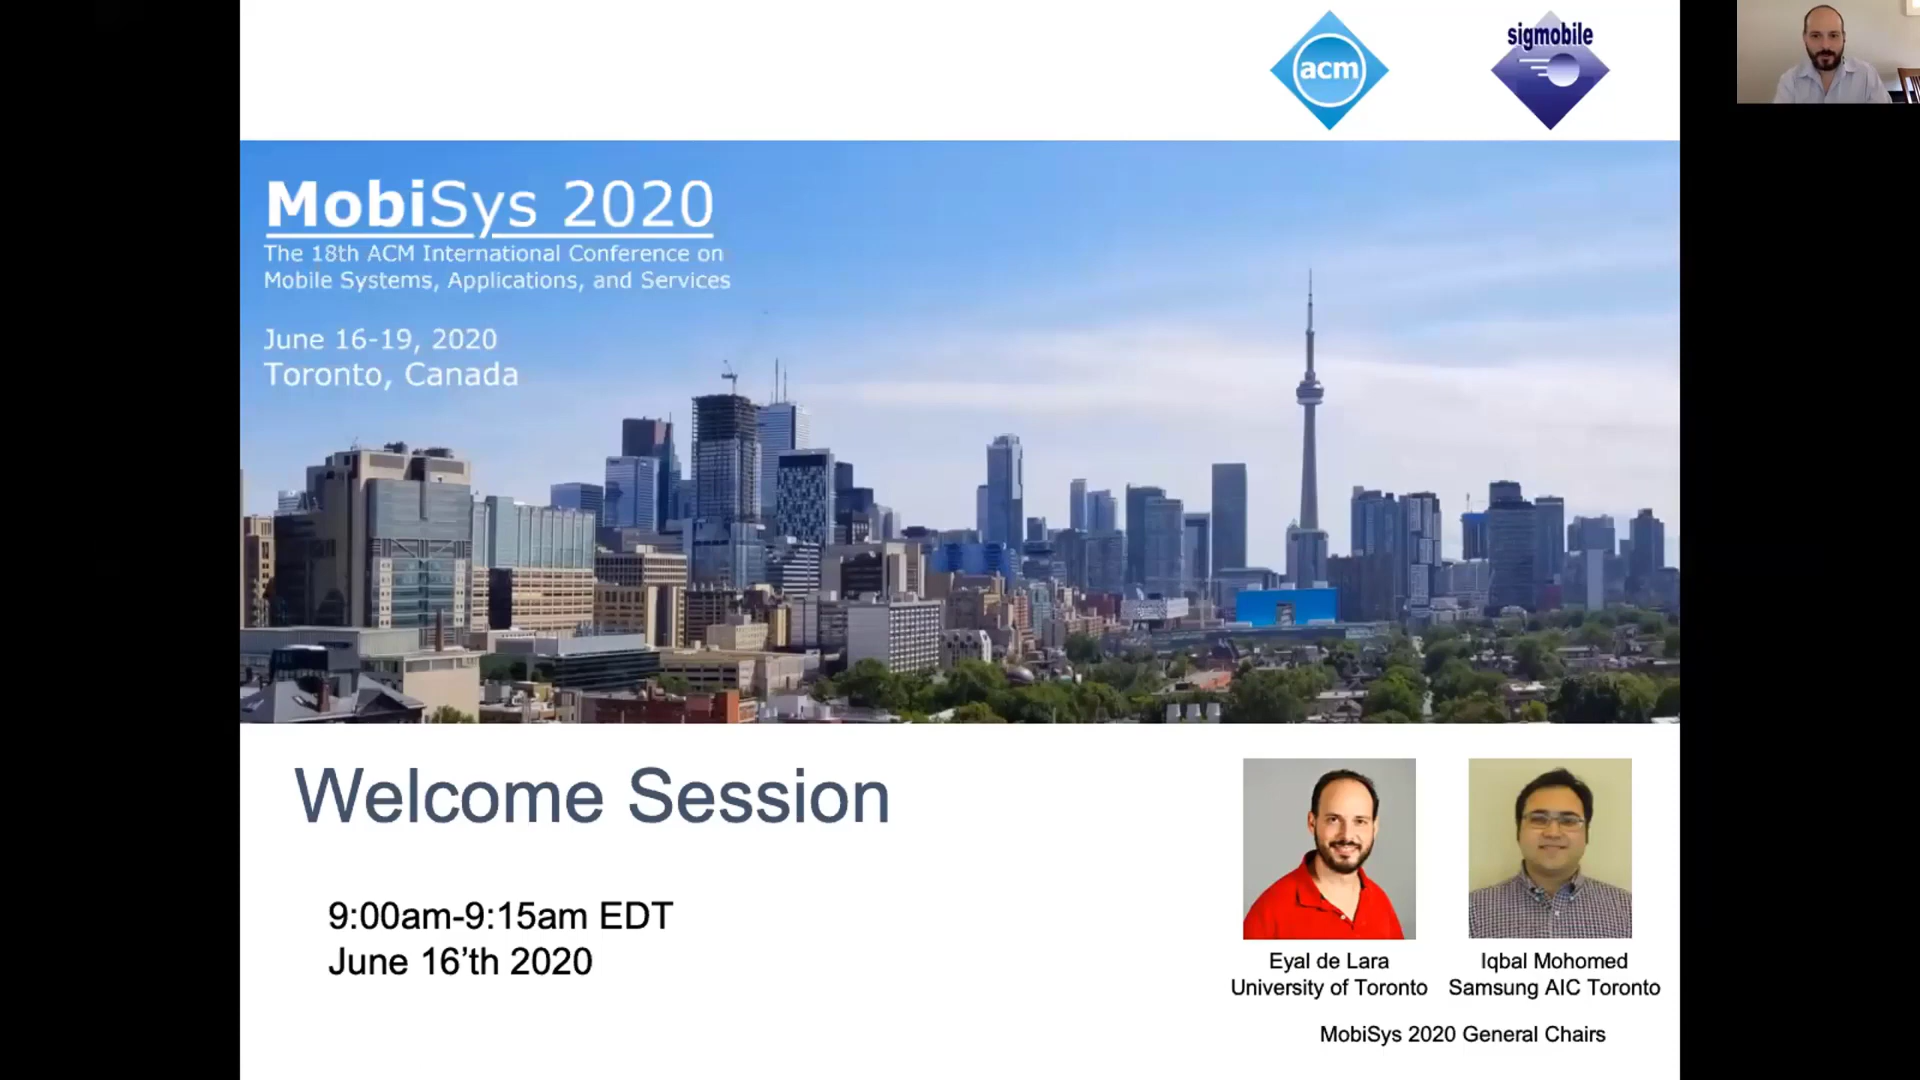 acm
sigmobile
MobiSys 2020
The 18th ACM International Conference on
Mobile Systems, Applications, and Services
June 16-19, 2020
Toronto, Canada
Welcome Session
9:00am-9:15am EDT
June 16’th 2020
Eyal de Lara
University of Toronto
Iqbal Mohomed
Samsung AIC Toronto
MobiSys 2020 General Chairs